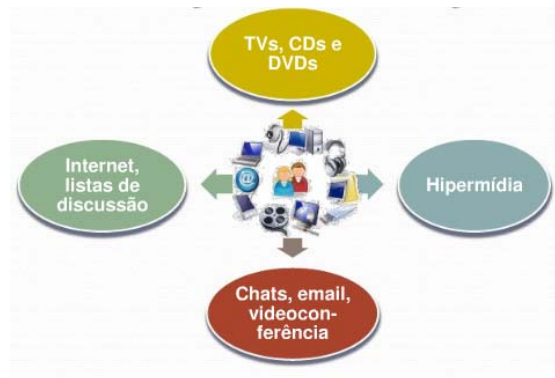 TVs, CDs e
DVDs
Internet,
listas de
discussão
@
Hipermídia
Chats, email,
videocon-
ferência